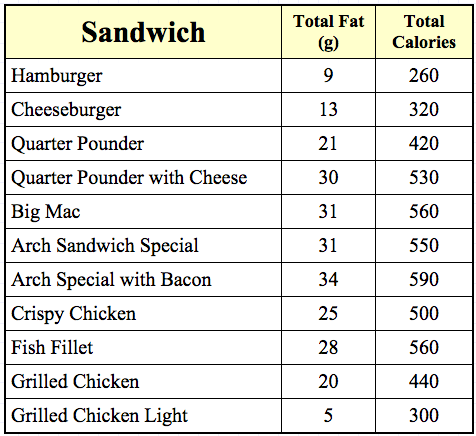 Sandwich Total Fat (g) Total Calories
Hamburger 9 260
Cheeseburger 13 320
Quarter Pounder 21 420
Quarter Pounder with Cheese 30 530
Big Mac 31 560
Arch Sandwich Special 31 550
Arch Special with Bacon 34 590
Crispy Chicken 25 500
Fish Fillet 28 560
Grilled Chicken 20 440
Grilled Chicken Light 5 300